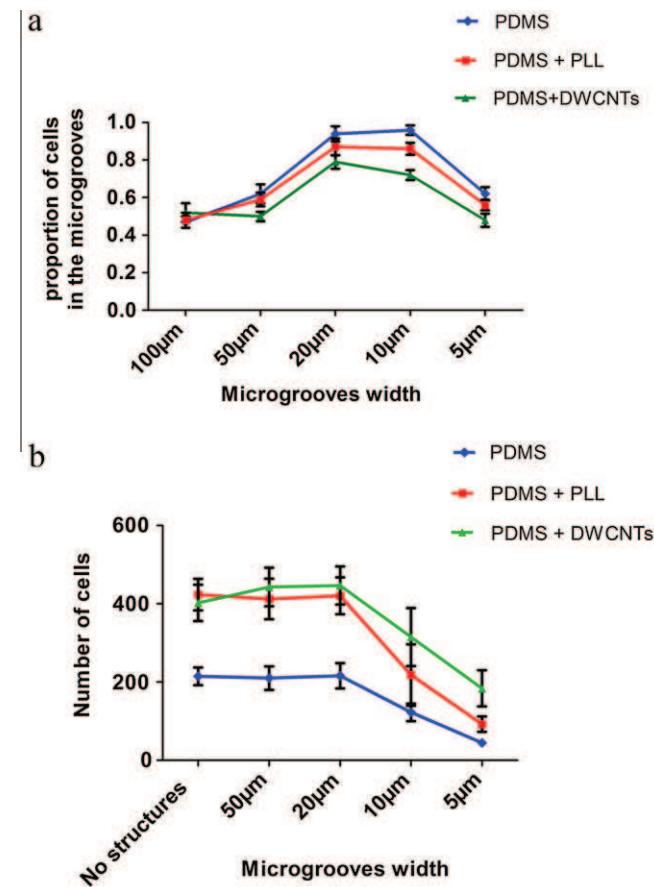 a
PDMS
PDMS + PLL
PDMS+DWCNTs
proportion of cells
in the microgrooves
1.0
0.8
0.6
0.4
0.2
0.0
100µm
50µm
20µm
10µm
5µm
Microgrooves width
b
PDMS
PDMS + PLL
PDMS + DWCNTs
Number of cells
600
400
200
0
No structures
50µm
20µm
10µm
5µm
Microgrooves width